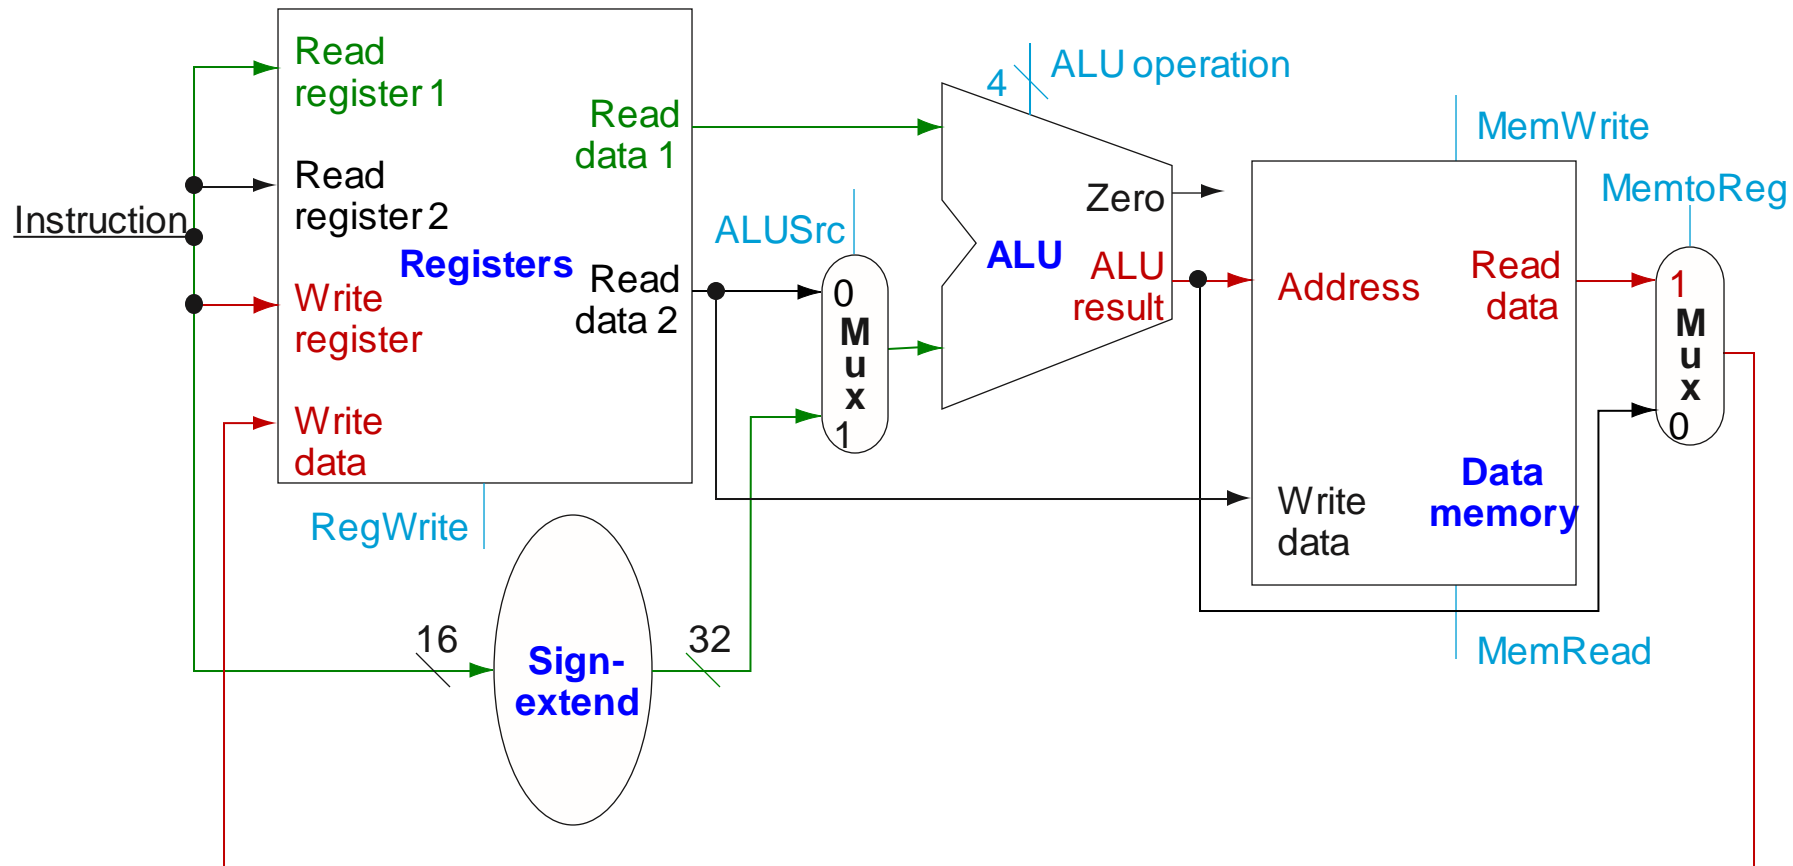 Instruction
Read
register 1
Read
register 2
Registers
Write
register
Write
data
Read
data 1
Read
data 2
RegWrite
16
Sign-
extend
32
ALUSrc
0
M
u
x
1
4
ALU operation
Zero
ALU
ALU
result
MemWrite
Address
Read
data
Write
data
Data
memory
MemRead
MemtoReg
1
M
u
x
0